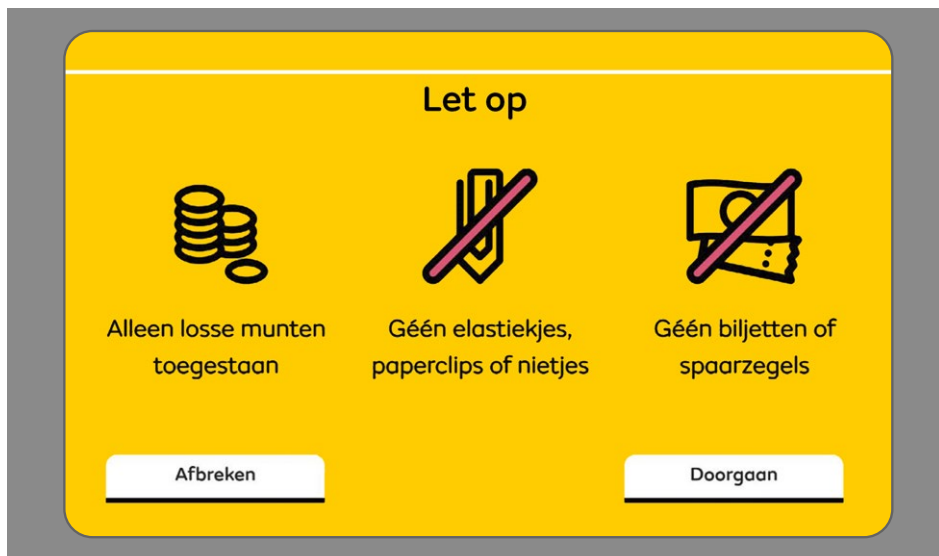 Let op
Alleen losse munten
toegestaan
Géén elastiekjes,
paperclips of nietjes
Géén biljetten of
spaarzegels
Afbreken
Doorgaan